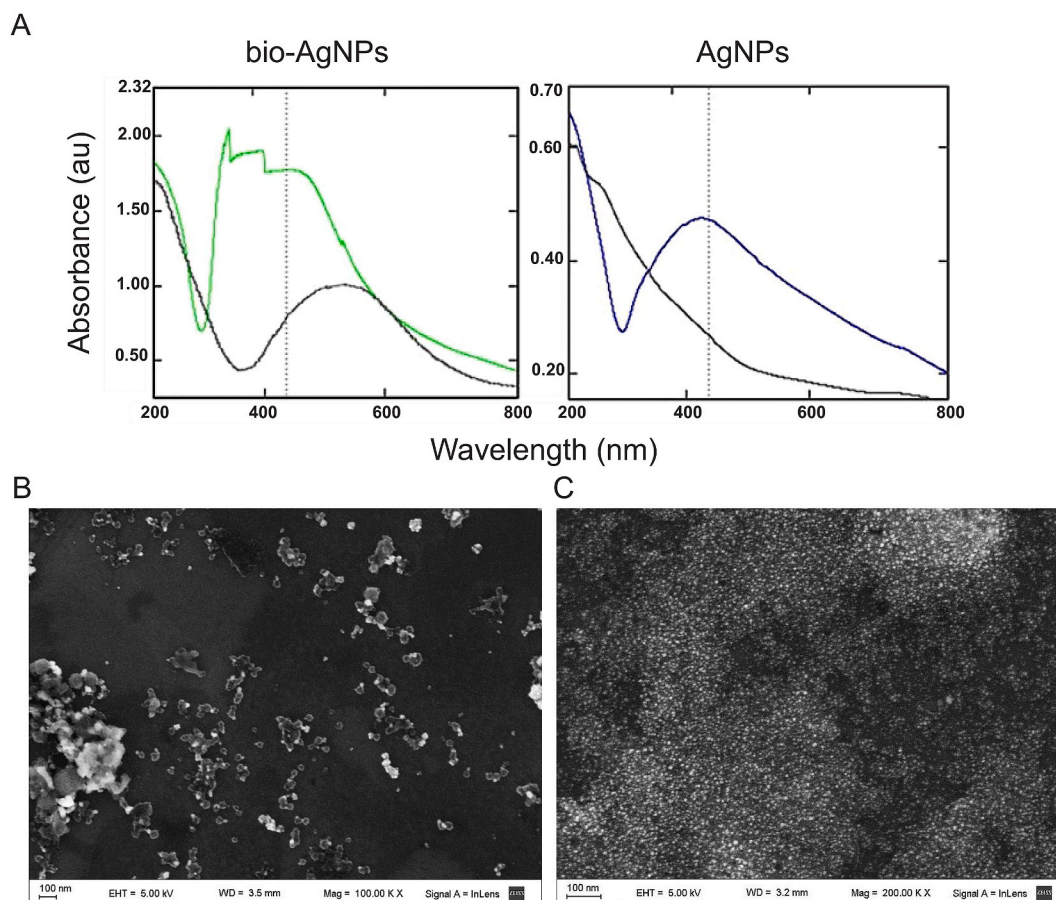 A
bio-AgNPs
AgNPs
2.32
2.00
1.50
1.00
0.50
0.70
0.60
0.40
0.20
200
400
600
800
200
400
600
800
Absorbance (au)
Wavelength (nm)
B
C
100 nm
EHT = 5.00 kV
WD = 3.5 mm
Mag = 100.00 K X
Signal A = InLens
ZEISS
100 nm
EHT = 5.00 kV
WD = 3.2 mm
Mag = 200.00 K X
Signal A = InLens
ZEISS